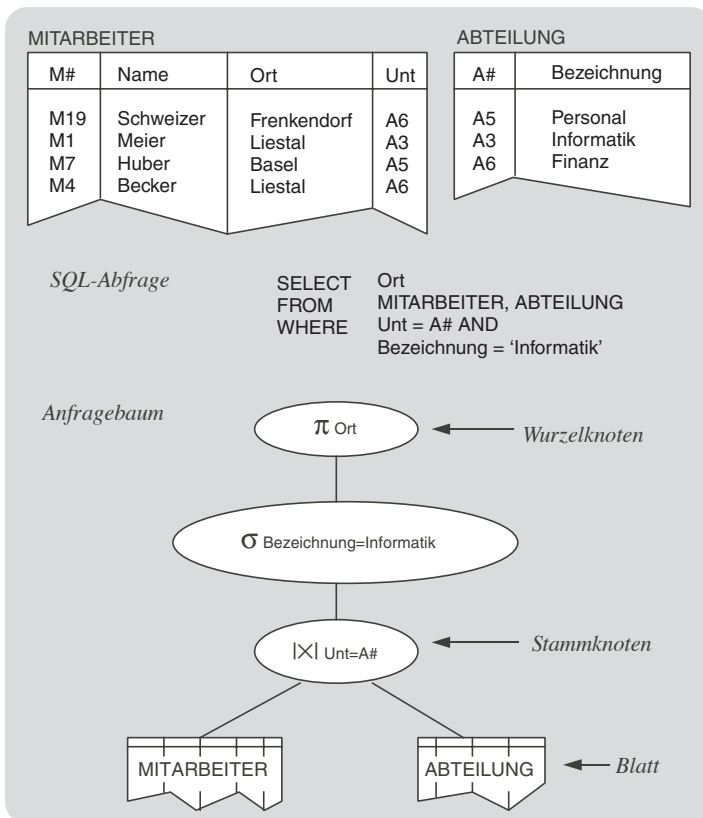 MITARBEITER ABTEILUNG
M# Name Ort Unt A# Bezeichnung
M19 Schweizer Frenkendorf A6 A5 Personal
M1 Meier Liestal A3 A3 Informatik
M7 Huber Basel A5 A6 Finanz
M4 Becker Liestal A6
SQL-Abfrage SELECT Ort
FROM MITARBEITER, ABTEILUNG
WHERE Unt = A# AND
Bezeichnung = ‘Informatik’
Anfragebaum
π Ort Wurzelknoten
σ Bezeichnung=Informatik
|×| Unt=A# Stammknoten
MITARBEITER ABTEILUNG Blatt